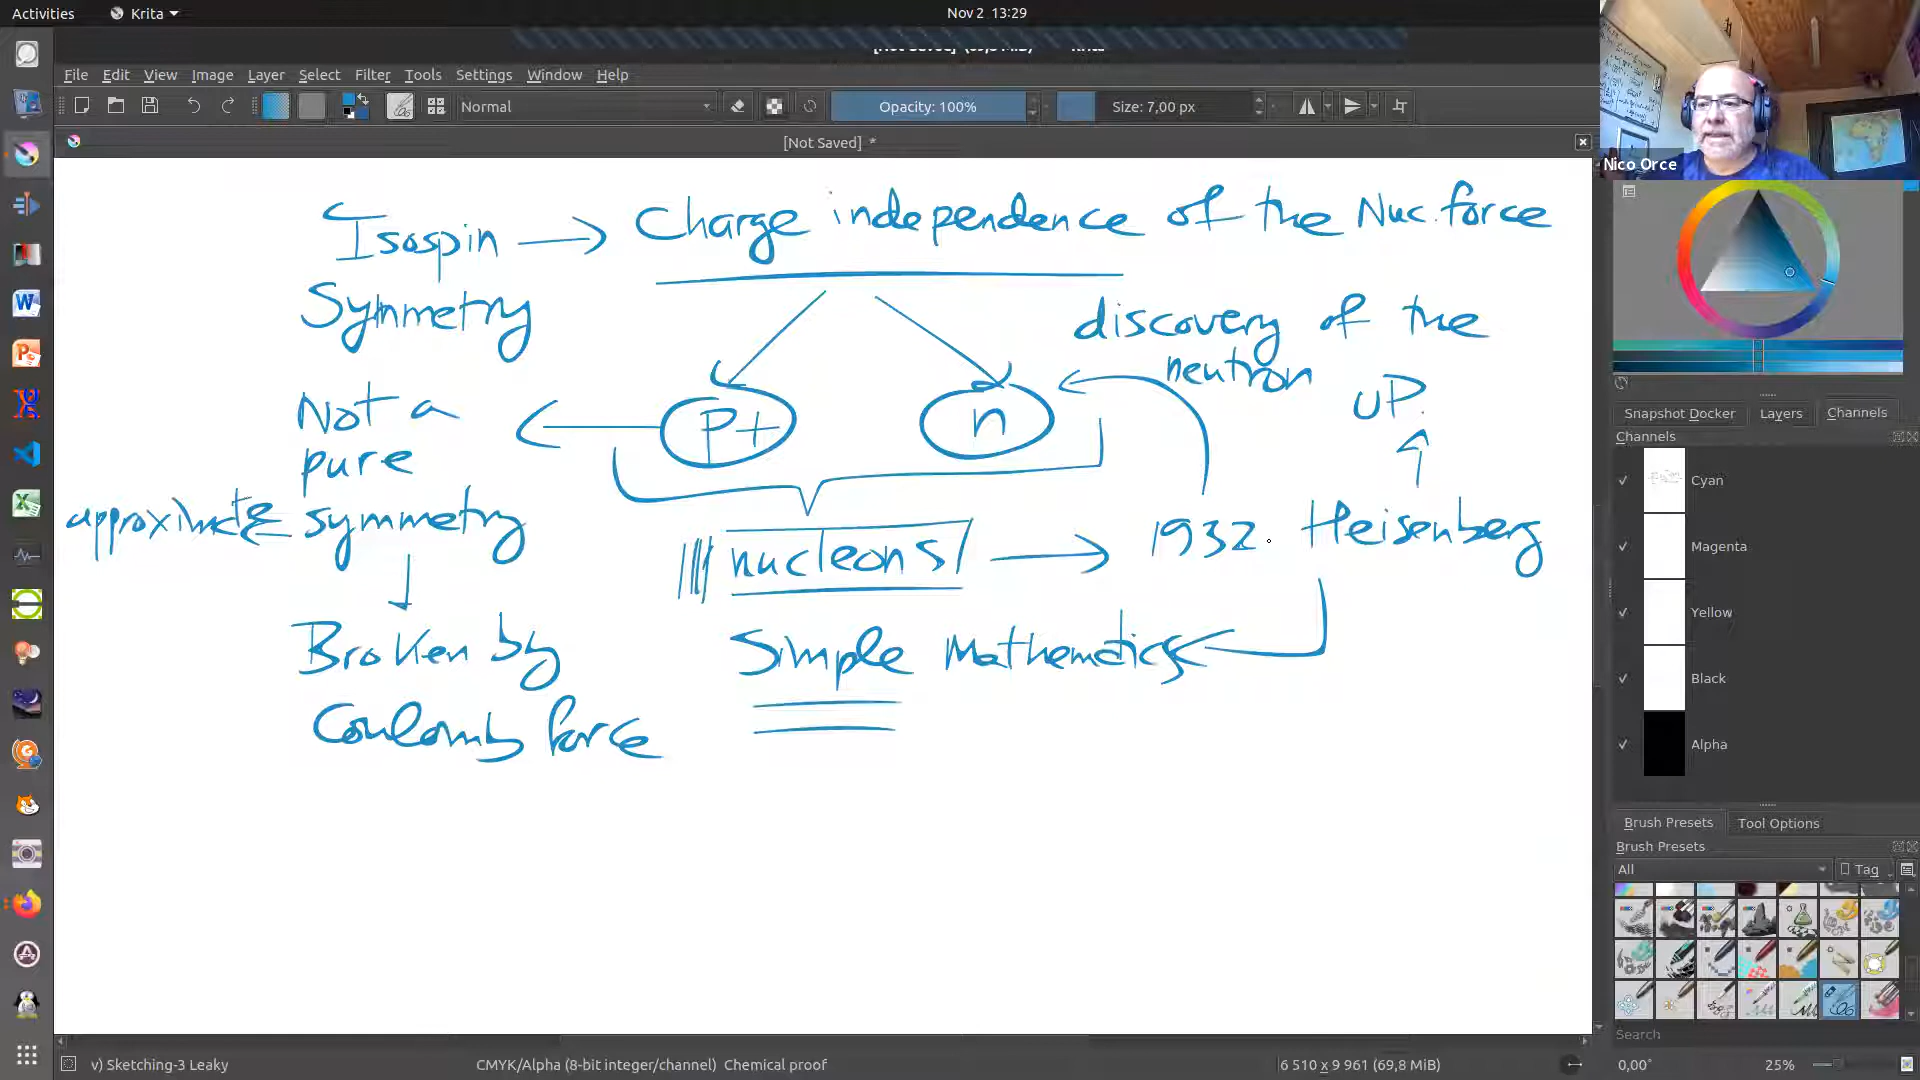 Activities
Krita
Nov 2 13:29
File Edit View Image Layer Select Filter Tools Settings Window Help
Normal
Opacity: 100%
Size: 7,00 px
[Not Saved] *
Nico Orce
Isospin → Charge independence of the Nuc. force
Symmetry
discovery of the
neutron
Not a
pure
symmetry
approximate
P+
n
UP.
nucleons
1932. Heisenberg
Broken by
Coulomb force
Simple Mathematics
Snapshot Docker Layers Channels
Channels
Cyan
Magenta
Yellow
Black
Alpha
Brush Presets Tool Options
Brush Presets
All
Tag
Search
v) Sketching-3 Leaky
CMYK/Alpha (8-bit integer/channel) Chemical proof
6 510 x 9 961 (69,8 MiB)
0,00°
25%